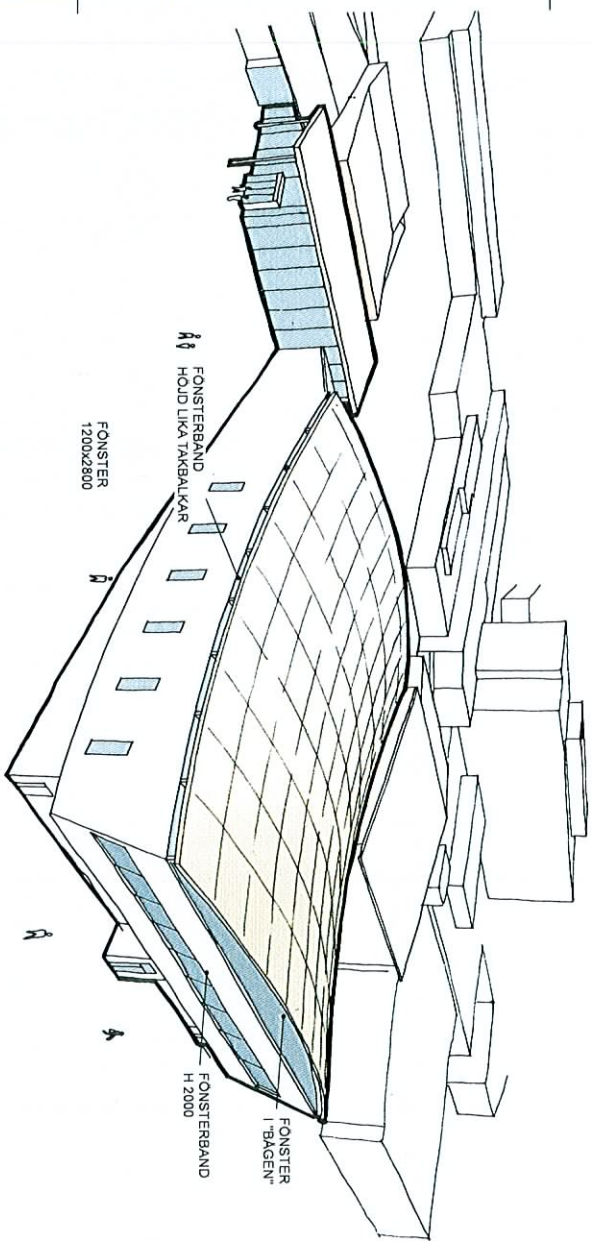 FÖNSTERBAND
HÖJD LIKA TAKBALKAR
FÖNSTER
1200x2800
FÖNSTER
I "BÅGEN"
FÖNSTERBAND
H 2000